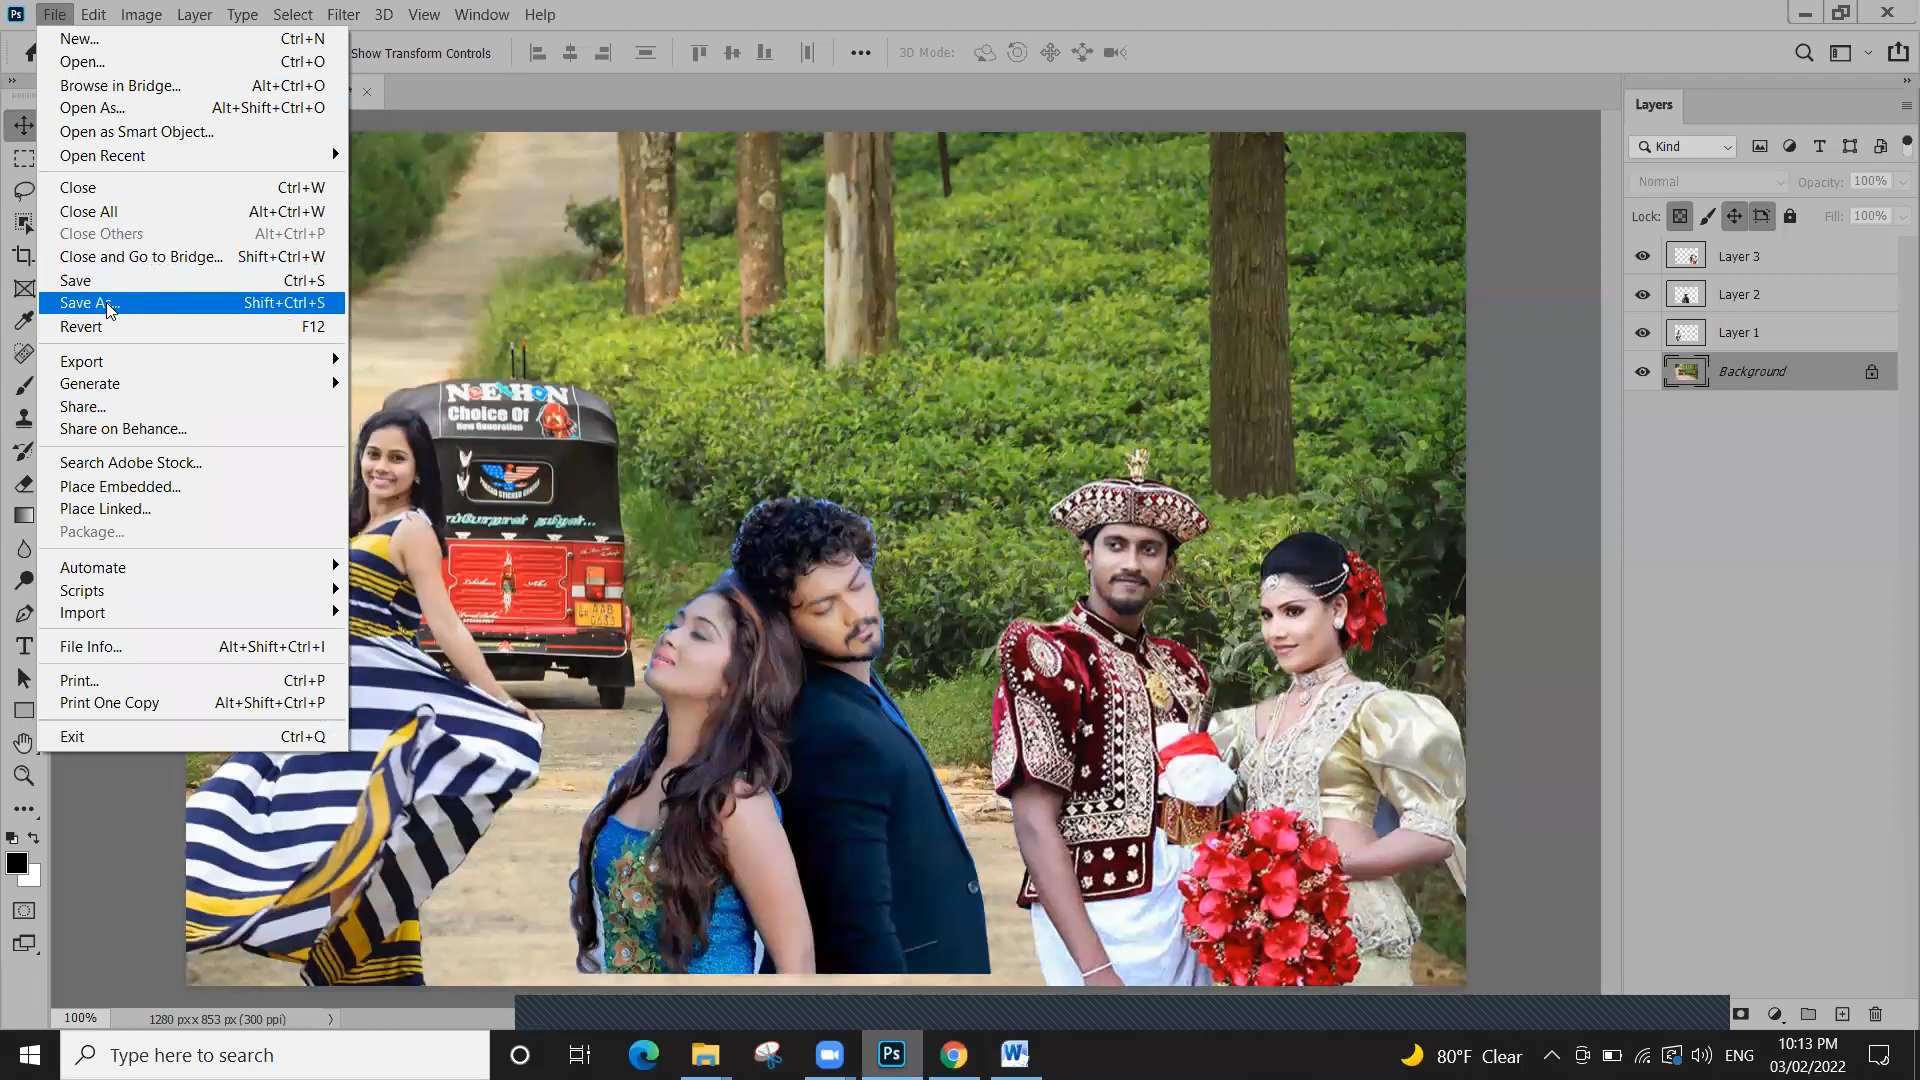 File Edit Image Layer Type Select Filter 3D View Window Help
New... Ctrl+N
Open... Ctrl+O
Browse in Bridge... Alt+Ctrl+O
Open As... Alt+Shift+Ctrl+O
Open as Smart Object...
Open Recent
Close Ctrl+W
Close All Alt+Ctrl+W
Close Others Alt+Ctrl+P
Close and Go to Bridge... Shift+Ctrl+W
Save Ctrl+S
Save As... Shift+Ctrl+S
Revert F12
Export
Generate
Share...
Share on Behance...
Search Adobe Stock...
Place Embedded...
Place Linked...
Package...
Automate
Scripts
Import
File Info... Alt+Shift+Ctrl+I
Print... Ctrl+P
Print One Copy Alt+Shift+Ctrl+P
Exit Ctrl+Q
Show Transform Controls
3D Mode:
NEHON
Choice Of
New Generation
தமிழன்...
Layers
Kind
Normal Opacity: 100%
Lock: Fill: 100%
Layer 3
Layer 2
Layer 1
Background
100% 1280 px x 853 px (300 ppi)
Type here to search
Ps
80°F Clear
ENG
10:13 PM
03/02/2022